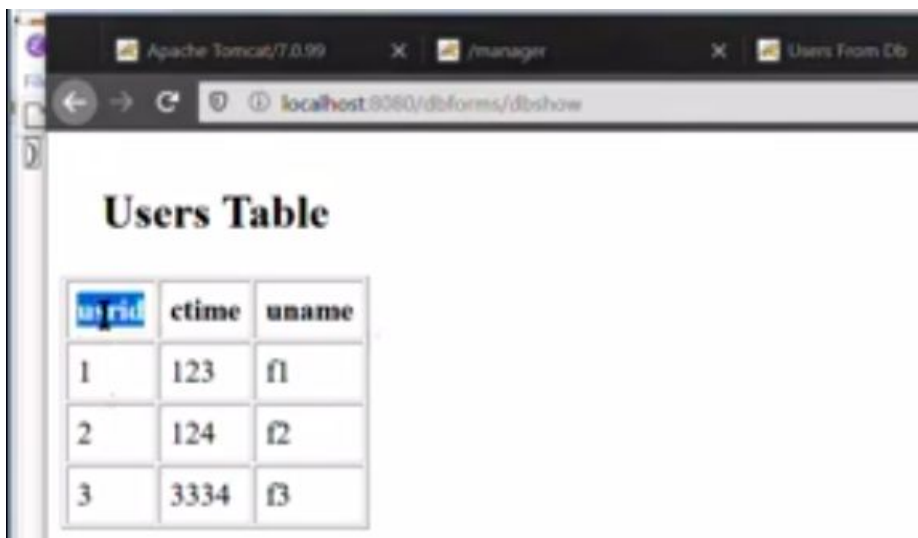 Apache Tomcat/7.0.99 /manager Users From Db
localhost:8080/dbforms/dbshow
Users Table
usrid ctime uname
1 123 f1
2 124 f2
3 3334 f3